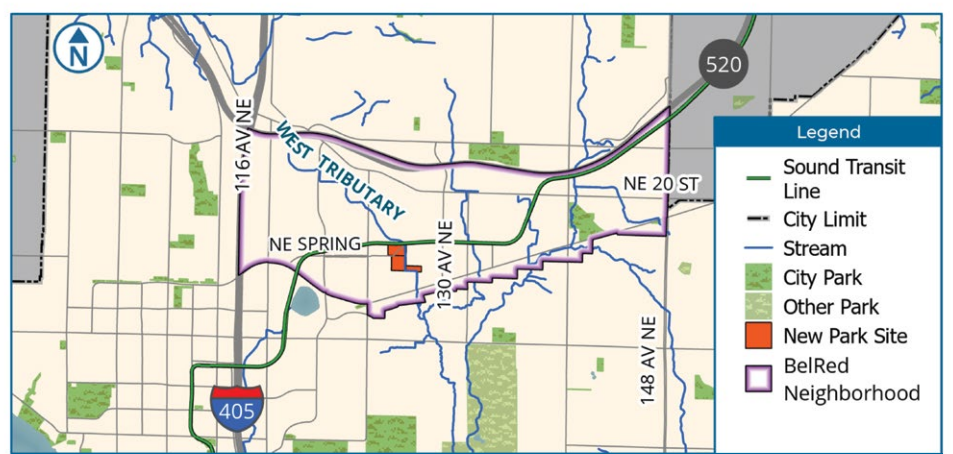 N
520
116 AV NE
WEST TRIBUTARY
NE 20 ST
NE SPRING
130 AV NE
148 AV NE
405
Legend
Sound Transit
Line
City Limit
Stream
City Park
Other Park
New Park Site
BelRed
Neighborhood